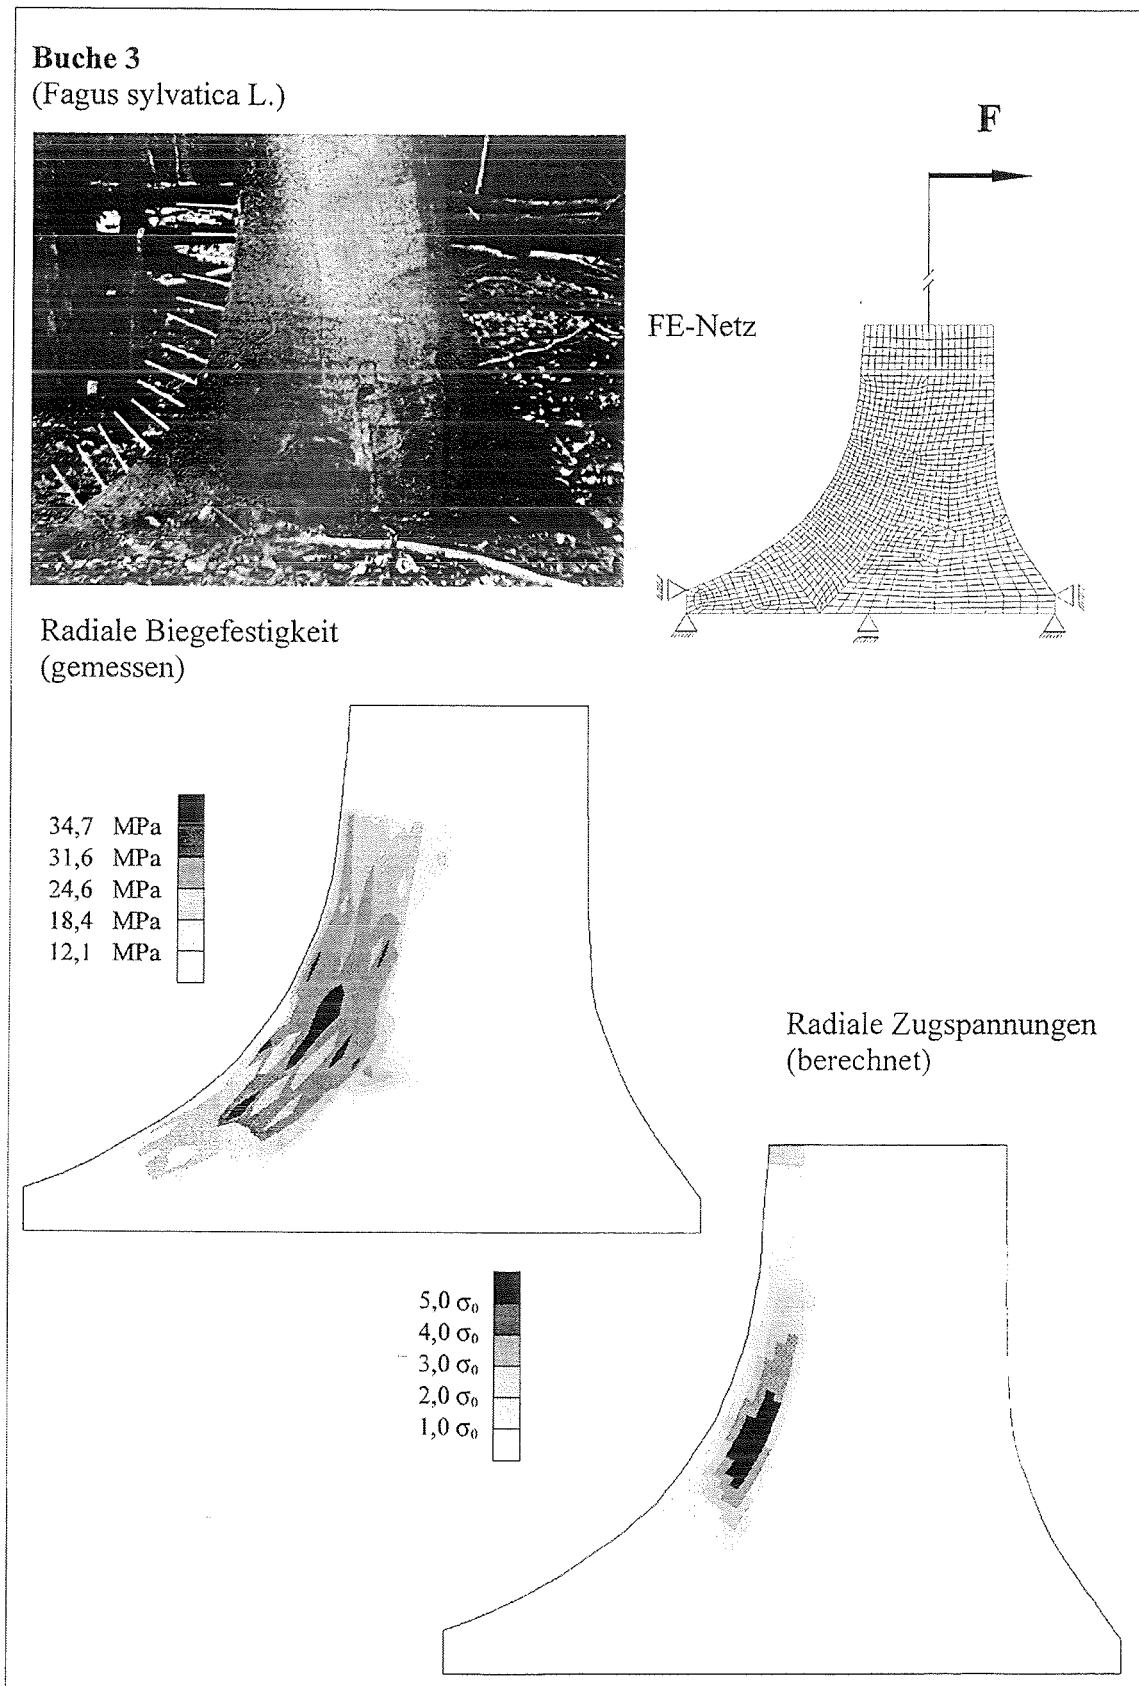 Buche 3
(Fagus sylvatica L.)
F
FE-Netz
Radiale Biegefestigkeit
(gemessen)
34,7 MPa
31,6 MPa
24,6 MPa
18,4 MPa
12,1 MPa
Radiale Zugspannungen
(berechnet)
5,0 σ₀
4,0 σ₀
3,0 σ₀
2,0 σ₀
1,0 σ₀